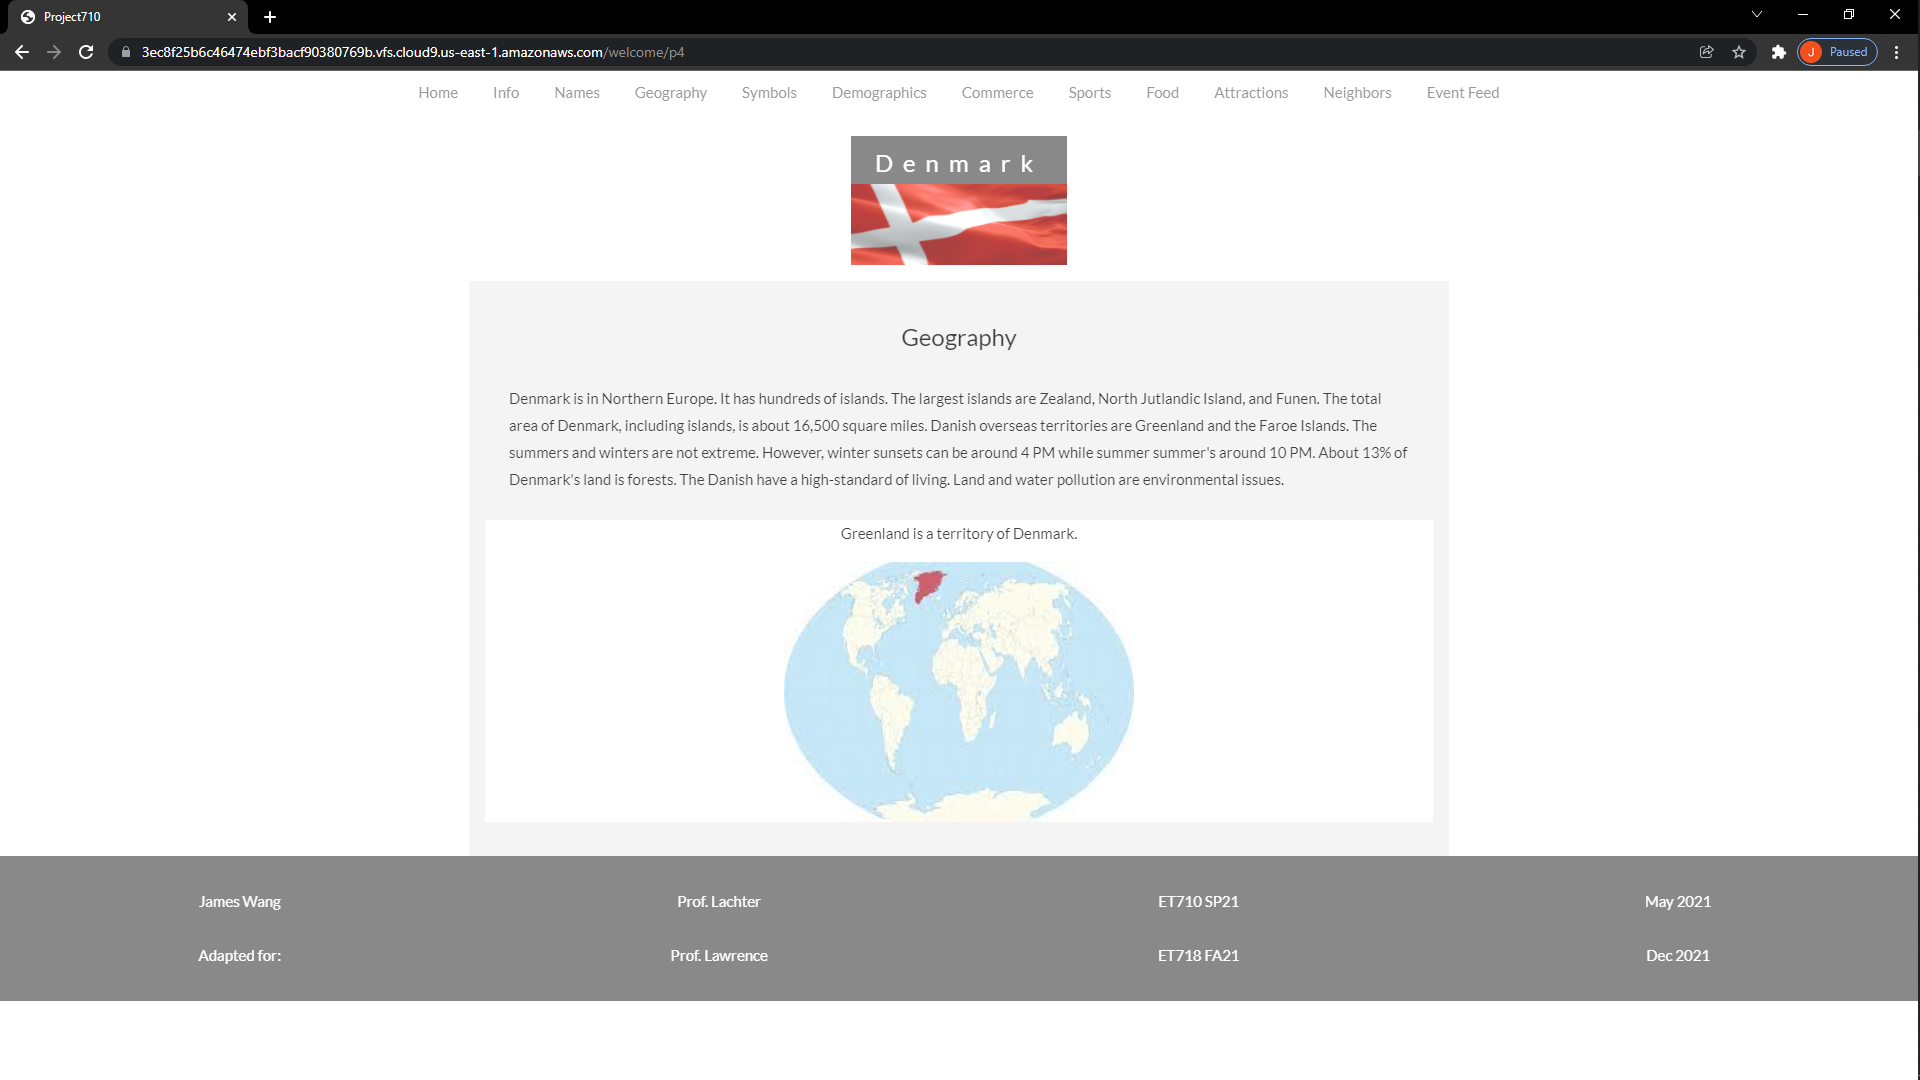 Project710
3ec8f25b6c46474ebf3bacf90380769b.vfs.cloud9.us-east-1.amazonaws.com/welcome/p4
J Paused
Home Info Names Geography Symbols Demographics Commerce Sports Food Attractions Neighbors Event Feed
Denmark
Geography
Denmark is in Northern Europe. It has hundreds of islands. The largest islands are Zealand, North Jutlandic Island, and Funen. The total
area of Denmark, including islands, is about 16,500 square miles. Danish overseas territories are Greenland and the Faroe Islands. The
summers and winters are not extreme. However, winter sunsets can be around 4 PM while summer summer's around 10 PM. About 13% of
Denmark's land is forests. The Danish have a high-standard of living. Land and water pollution are environmental issues.
Greenland is a territory of Denmark.
James Wang Prof. Lachter ET710 SP21 May 2021
Adapted for: Prof. Lawrence ET718 FA21 Dec 2021